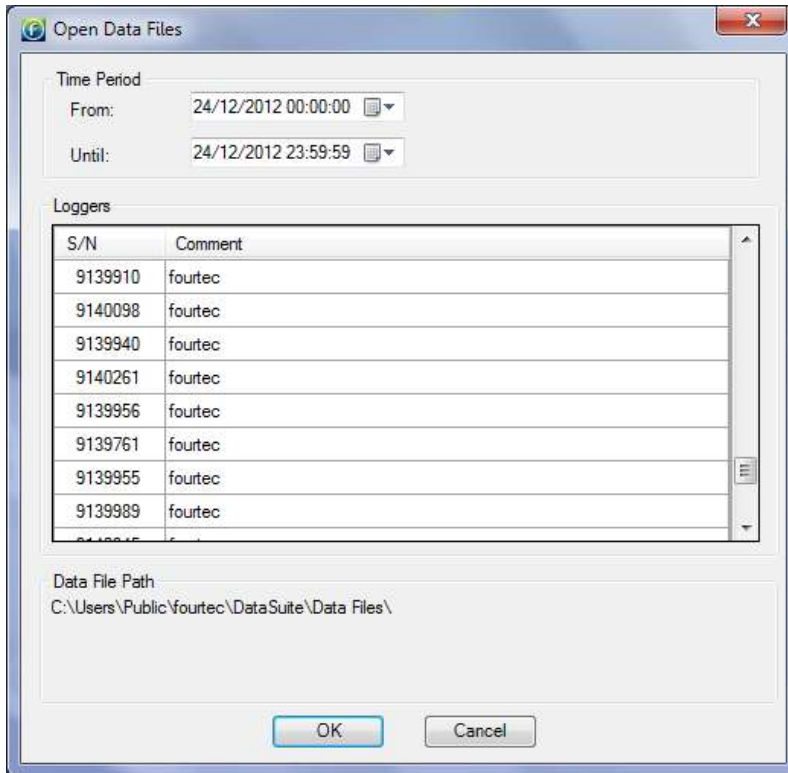 Open Data Files
Time Period
From: 24/12/2012 00:00:00
Until: 24/12/2012 23:59:59
Loggers
S/N Comment
9139910 fourtec
9140098 fourtec
9139940 fourtec
9140261 fourtec
9139956 fourtec
9139761 fourtec
9139955 fourtec
9139989 fourtec
Data File Path
C:\Users\Public\fourtec\DataSuite\Data Files\
OK Cancel